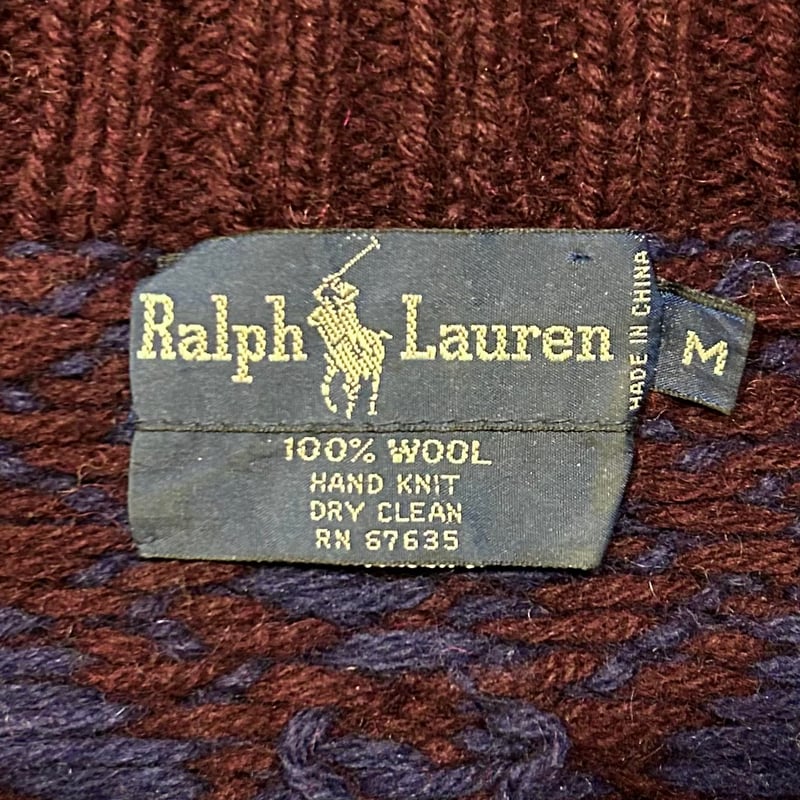 Ralph Lauren
MADE IN CHINA
M
100% WOOL
HAND KNIT
DRY CLEAN
RN 67635